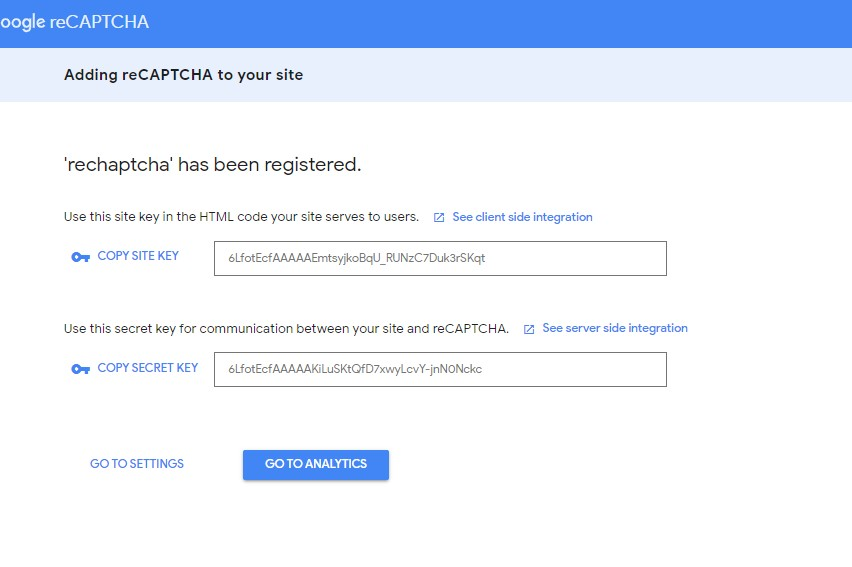 oogle reCAPTCHA
Adding reCAPTCHA to your site
'rechaptcha' has been registered.
Use this site key in the HTML code your site serves to users. See client side integration
COPY SITE KEY 6LfotEcfAAAAAEmtsyjkoBqU_RUNzC7Duk3rSKqt
Use this secret key for communication between your site and reCAPTCHA. See server side integration
COPY SECRET KEY 6LfotEcfAAAAAKiLuSKtQfD7xwyLcvY-jnN0Nckc
GO TO SETTINGS GO TO ANALYTICS